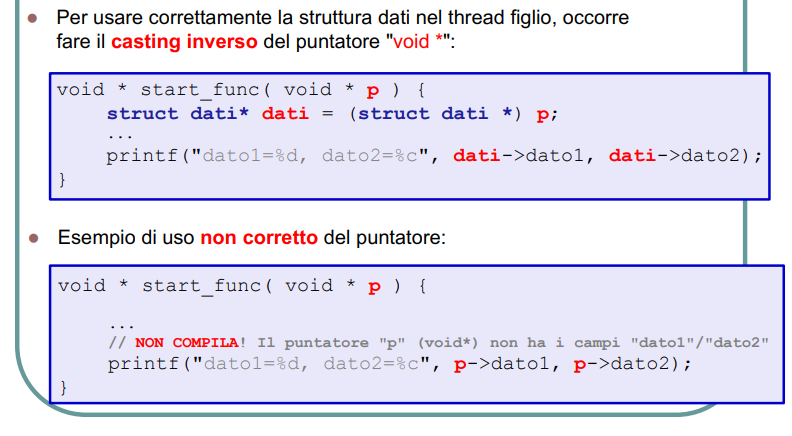 Per usare correttamente la struttura dati nel thread figlio, occorre
fare il casting inverso del puntatore "void *":
void * start_func( void * p ) {
struct dati* dati = (struct dati *) p;
...
printf("dato1=%d, dato2=%c", dati->dato1, dati->dato2);
}
Esempio di uso non corretto del puntatore:
void * start_func( void * p ) {
...
// NON COMPILA! Il puntatore "p" (void*) non ha i campi "dato1"/"dato2"
printf("dato1=%d, dato2=%c", p->dato1, p->dato2);
}